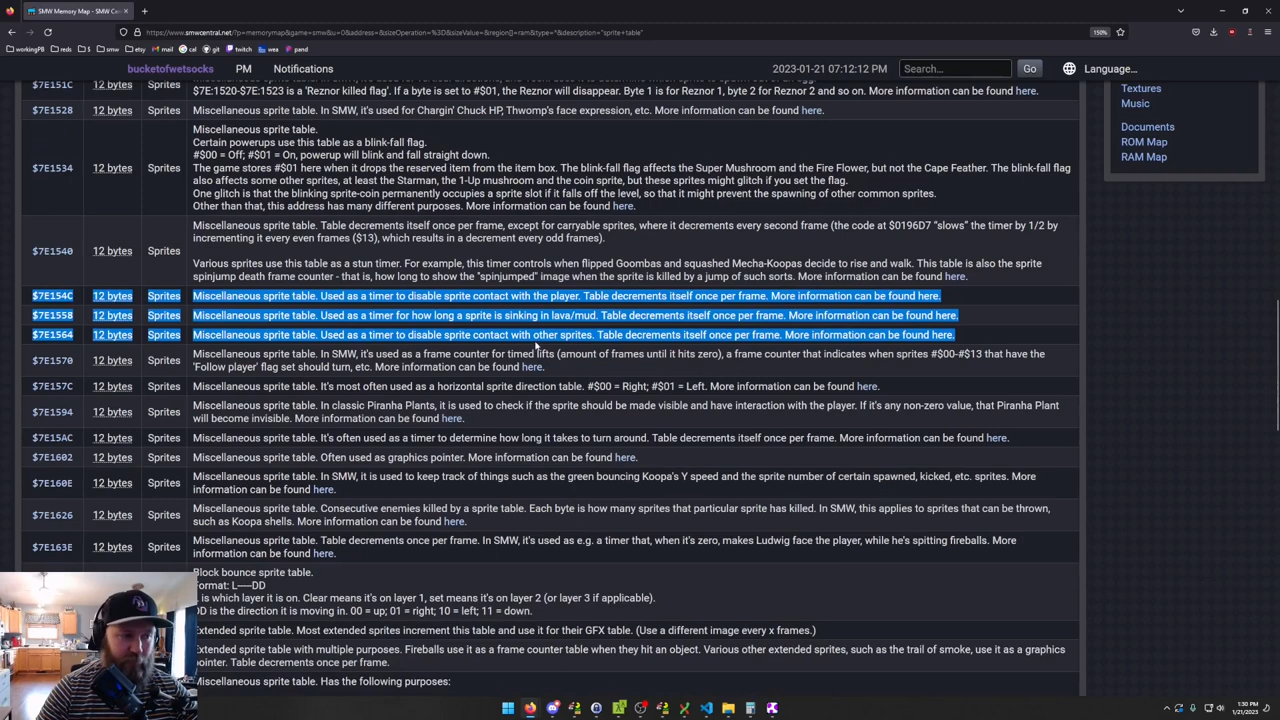 SMW Memory Map - SMW Cen
https://www.smwcentral.net/?p=memorymap&game=smw&u=0&address=&sizeOperation=%3D&sizeValue=&region[]=ram&type=*&description="sprite+table"
150%
workingPB
reds
$
smw
etsy
mail
cal
git
twitch
wea
pand
bucketofwetsocks
PM
Notifications
2023-01-21 07:12:12 PM
Search...
Go
Language...
Textures
Music
Documents
ROM Map
RAM Map
$7E151C 12 bytes Sprites
$7E:1520-$7E:1523 is a 'Reznor killed flag'. If a byte is set to #$01, the Reznor will disappear. Byte 1 is for Reznor 1, byte 2 for Reznor 2 and so on. More information can be found here.
$7E1528 12 bytes Sprites Miscellaneous sprite table. In SMW, it's used for Chargin' Chuck HP, Thwomp's face expression, etc. More information can be found here.
Miscellaneous sprite table.
Certain powerups use this table as a blink-fall flag.
#$00 = Off; #$01 = On, powerup will blink and fall straight down.
$7E1534 12 bytes Sprites The game stores #$01 here when it drops the reserved item from the item box. The blink-fall flag affects the Super Mushroom and the Fire Flower, but not the Cape Feather. The blink-fall flag
also affects some other sprites, at least the Starman, the 1-Up mushroom and the coin sprite, but these sprites might glitch if you set the flag.
One glitch is that the blinking sprite-coin permanently occupies a sprite slot if it falls off the level, so that it might prevent the spawning of other common sprites.
Other than that, this address has many different purposes. More information can be found here.
Miscellaneous sprite table. Table decrements itself once per frame, except for carryable sprites, where it decrements every second frame (the code at $0196D7 "slows" the timer by 1/2 by
incrementing it every even frames ($13), which results in a decrement every odd frames).
$7E1540 12 bytes Sprites
Various sprites use this table as a stun timer. For example, this timer controls when flipped Goombas and squashed Mecha-Koopas decide to rise and walk. This table is also the sprite
spinjump death frame counter - that is, how long to show the "spinjumped" image when the sprite is killed by a jump of such sorts. More information can be found here.
$7E154C 12 bytes Sprites Miscellaneous sprite table. Used as a timer to disable sprite contact with the player. Table decrements itself once per frame. More information can be found here.
$7E1558 12 bytes Sprites Miscellaneous sprite table. Used as a timer for how long a sprite is sinking in lava/mud. Table decrements itself once per frame. More information can be found here.
$7E1564 12 bytes Sprites Miscellaneous sprite table. Used as a timer to disable sprite contact with other sprites. Table decrements itself once per frame. More information can be found here.
$7E1570 12 bytes Sprites Miscellaneous sprite table. In SMW, it's used as a frame counter for timed lifts (amount of frames until it hits zero), a frame counter that indicates when sprites #$00-#$13 that have the
'Follow player' flag set should turn, etc. More information can be found here.
$7E157C 12 bytes Sprites Miscellaneous sprite table. It's most often used as a horizontal sprite direction table. #$00 = Right; #$01 = Left. More information can be found here.
$7E1594 12 bytes Sprites Miscellaneous sprite table. In classic Piranha Plants, it is used to check if the sprite should be made visible and have interaction with the player. If it's any non-zero value, that Piranha Plant
will become invisible. More information can be found here.
$7E15AC 12 bytes Sprites Miscellaneous sprite table. It's often used as a timer to determine how long it takes to turn around. Table decrements itself once per frame. More information can be found here.
$7E1602 12 bytes Sprites Miscellaneous sprite table. Often used as graphics pointer. More information can be found here.
$7E160E 12 bytes Sprites Miscellaneous sprite table. In SMW, it is used to keep track of things such as the green bouncing Koopa's Y speed and the sprite number of certain spawned, kicked, etc. sprites. More
information can be found here.
$7E1626 12 bytes Sprites Miscellaneous sprite table. Consecutive enemies killed by a sprite table. Each byte is how many sprites that particular sprite has killed. In SMW, this applies to sprites that can be thrown,
such as Koopa shells. More information can be found here.
$7E163E 12 bytes Sprites Miscellaneous sprite table. Table decrements once per frame. In SMW, it's used as e.g. a timer that, when it's zero, makes Ludwig face the player, while he's spitting fireballs. More
information can be found here.
Block bounce sprite table.
Format: L-----DD
is which layer it is on. Clear means it's on layer 1, set means it's on layer 2 (or layer 3 if applicable).
DD is the direction it is moving in. 00 = up; 01 = right; 10 = left; 11 = down.
Extended sprite table. Most extended sprites increment this table and use it for their GFX table. (Use a different image every x frames.)
Extended sprite table with multiple purposes. Fireballs use it as a frame counter table when they hit an object. Various other extended sprites, such as the trail of smoke, use it as a graphics
pointer. Table decrements once per frame.
Miscellaneous sprite table. Has the following purposes:
1:30 PM
1/21/2023